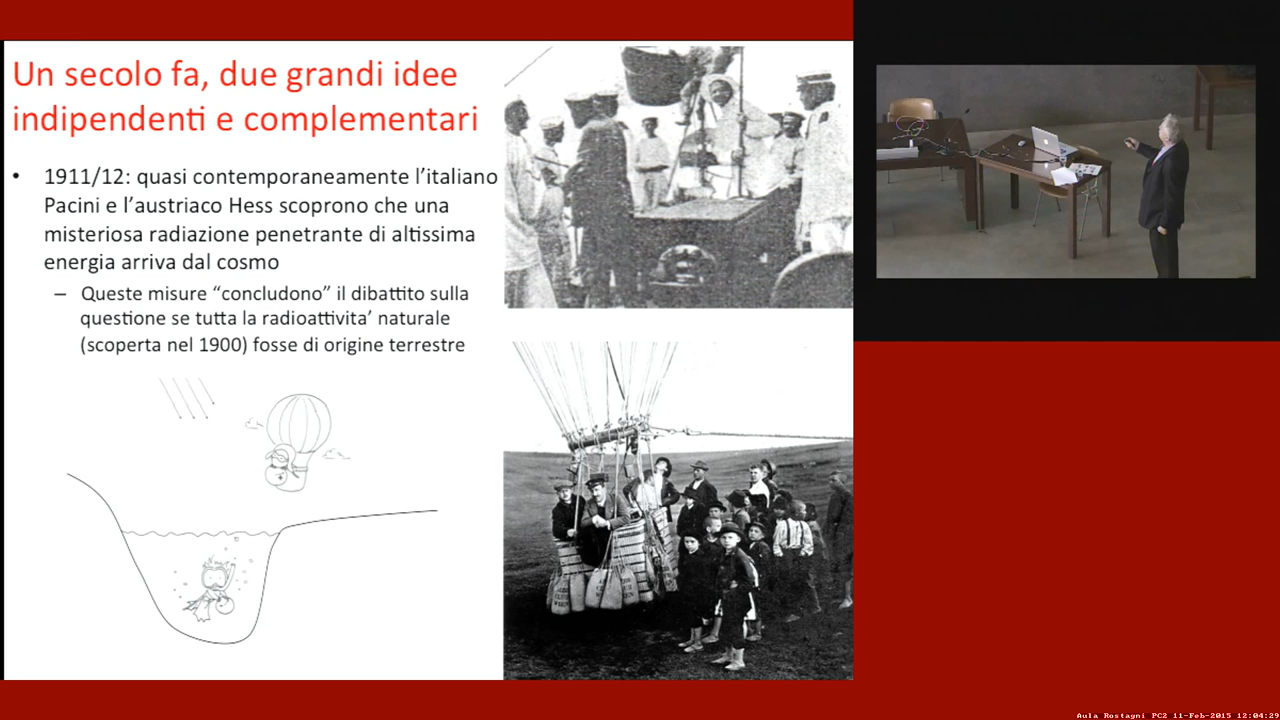 Un secolo fa, due grandi idee
indipendenti e complementari
• 1911/12: quasi contemporaneamente l’italiano
Pacini e l’austriaco Hess scoprono che una
misteriosa radiazione penetrante di altissima
energia arriva dal cosmo
– Queste misure “concludono” il dibattito sulla
questione se tutta la radioattivita’ naturale
(scoperta nel 1900) fosse di origine terrestre
Aula Rostagni PC2 11-Feb-2015 12:04:29